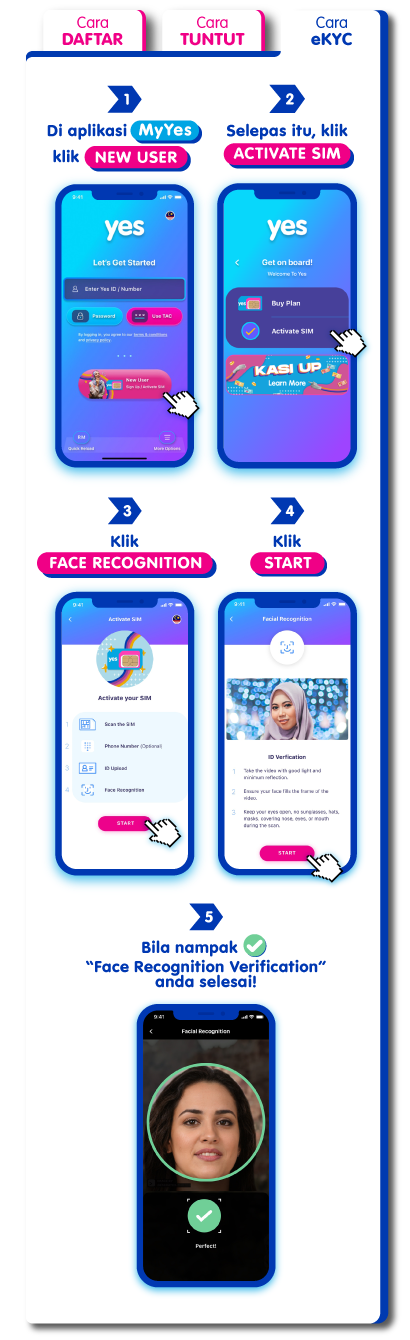 Cara
DAFTAR
Cara
TUNTUT
Cara
eKYC
1
Di aplikasi MyYes
klik NEW USER
9:41
yes
Let's Get Started
Enter Yes ID / Number
Password
Use TAC
By logging in, you agree to our terms & conditions
and privacy policy.
yes
New User
Sign Up / Activate SIM
RM
Quick Reload
More Options
2
Selepas itu, klik
ACTIVATE SIM
yes
Get on board!
Welcome To Yes
yes
Buy Plan
Activate SIM
KASI UP
Learn More
3
Klik
FACE RECOGNITION
9:41
Activate SIM
yes
Activate your SIM
1 Scan the SIM
2 Phone Number (Optional)
3 ID Upload
4 Face Recognition
START
4
Klik
START
9:11
Facial Recognition
ID Verfication
1 Take the video with good light and
minimum reflection.
2 Ensure your face fills the frame of the
video.
3 Keep your eyes open, no sunglasses, hats,
masks, covering nose, eyes, or mouth
during the scan.
START
5
Bila nampak
“Face Recognition Verification”
anda selesai!
9:41
Facial Recognition
Perfect!